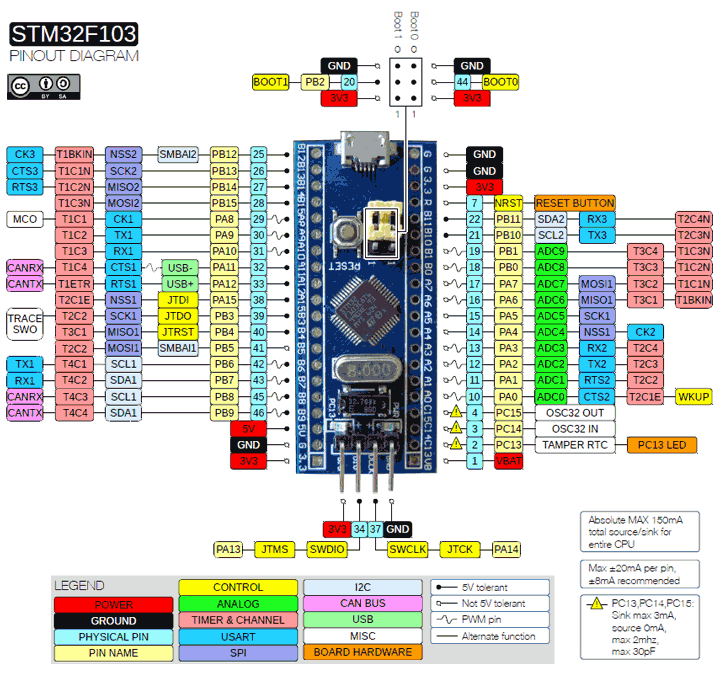 STM32F103
PINOUT DIAGRAM
cc BY SA
Boot 1 Boot 0
GND GND
BOOT1 PB2 20 44 BOOT0
3V3 3V3
1 1
CK3 T1BKIN NSS2 SMBAI2 PB12 25
CTS3 T1C1N SCK2 PB13 26
RTS3 T1C2N MISO2 PB14 27
T1C3N MOSI2 PB15 28
MCO T1C1 CK1 PA8 29
T1C2 TX1 PA9 30
T1C3 RX1 PA10 31
CANRX T1C4 CTS1 USB- PA11 32
CANTX T1ETR RTS1 USB+ PA12 33
T2C1E NSS1 JTDI PA15 38
TRACE SWO
T2C2 SCK1 JTDO PB3 39
T3C1 MISO1 JTRST PB4 40
T2C2 MOSI1 SMBAI1 PB5 41
TX1 T4C1 SCL1 PB6 42
RX1 T4C2 SDA1 PB7 43
CANRX T4C3 SCL1 PB8 45
CANTX T4C4 SDA1 PB9 46
5V
GND
3V3
B12 B13 B14 B15 A8 A9 A10 A11 A12 A15 B3 B4 B5 B6 B7 B8 B9 5V G 3.3
G G 3.3 R B11 B10 B1 B0 A7 A6 A5 A4 A3 A2 A1 A0 C15 C14 C13 VB
RESET
8.000
PC13
GND
GND
3V3
7 NRST RESET BUTTON
22 PB11 SDA2 RX3 T2C4N
21 PB10 SCL2 TX3 T2C3N
19 PB1 ADC9 T3C4 T1C3N
18 PB0 ADC8 T3C3 T1C2N
17 PA7 ADC7 MOSI1 T3C2 T1C1N
16 PA6 ADC6 MISO1 T3C1 T1BKIN
15 PA5 ADC5 SCK1
14 PA4 ADC4 NSS1 CK2
13 PA3 ADC3 RX2 T2C4
12 PA2 ADC2 TX2 T2C3
11 PA1 ADC1 RTS2 T2C2
10 PA0 ADC0 CTS2 T2C1E WKUP
4 PC15 OSC32 OUT
3 PC14 OSC32 IN
2 PC13 TAMPER RTC PC13 LED
1 VBAT
3V3 34 37 GND
PA13 JTMS SWDIO SWCLK JTCK PA14
LEGEND
POWER
GROUND
PHYSICAL PIN
PIN NAME
CONTROL
ANALOG
TIMER & CHANNEL
USART
SPI
I2C
CAN BUS
USB
MISC
BOARD HARDWARE
5V tolerant
Not 5V tolerant
PWM pin
Alternate function
Absolute MAX 150mA
total source/sink for
entire CPU
Max ±20mA per pin,
±8mA recommended
PC13,PC14,PC15:
Sink max 3mA,
source 0mA,
max 2mhz,
max 30pF